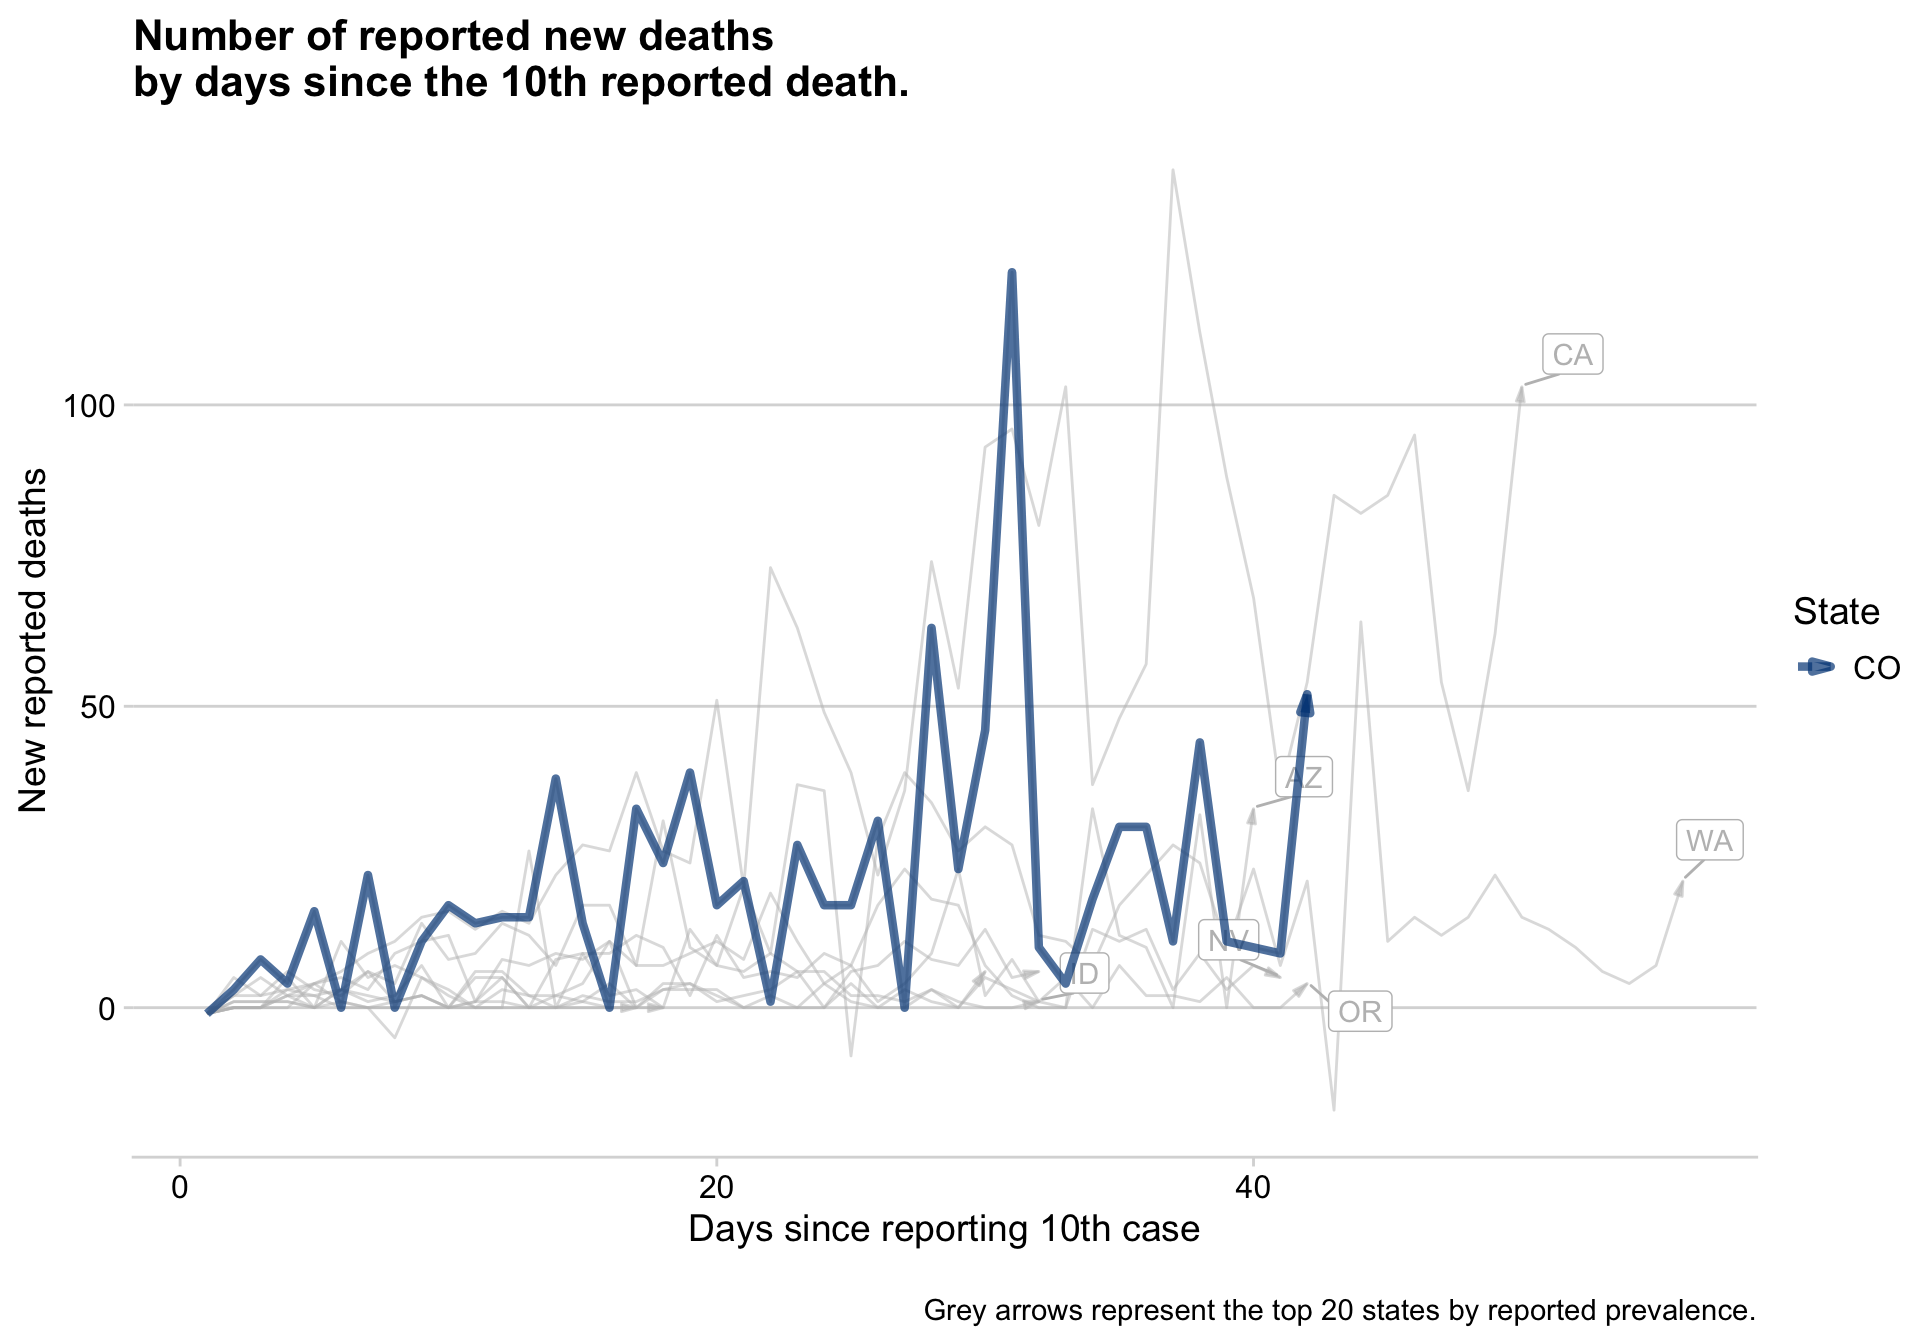 Number of reported new deaths
by days since the 10th reported death.
New reported deaths
100
50
0
CA
AZ
WA
NV
ID
OR
State
CO
0
20
40
Days since reporting 10th case
Grey arrows represent the top 20 states by reported prevalence.